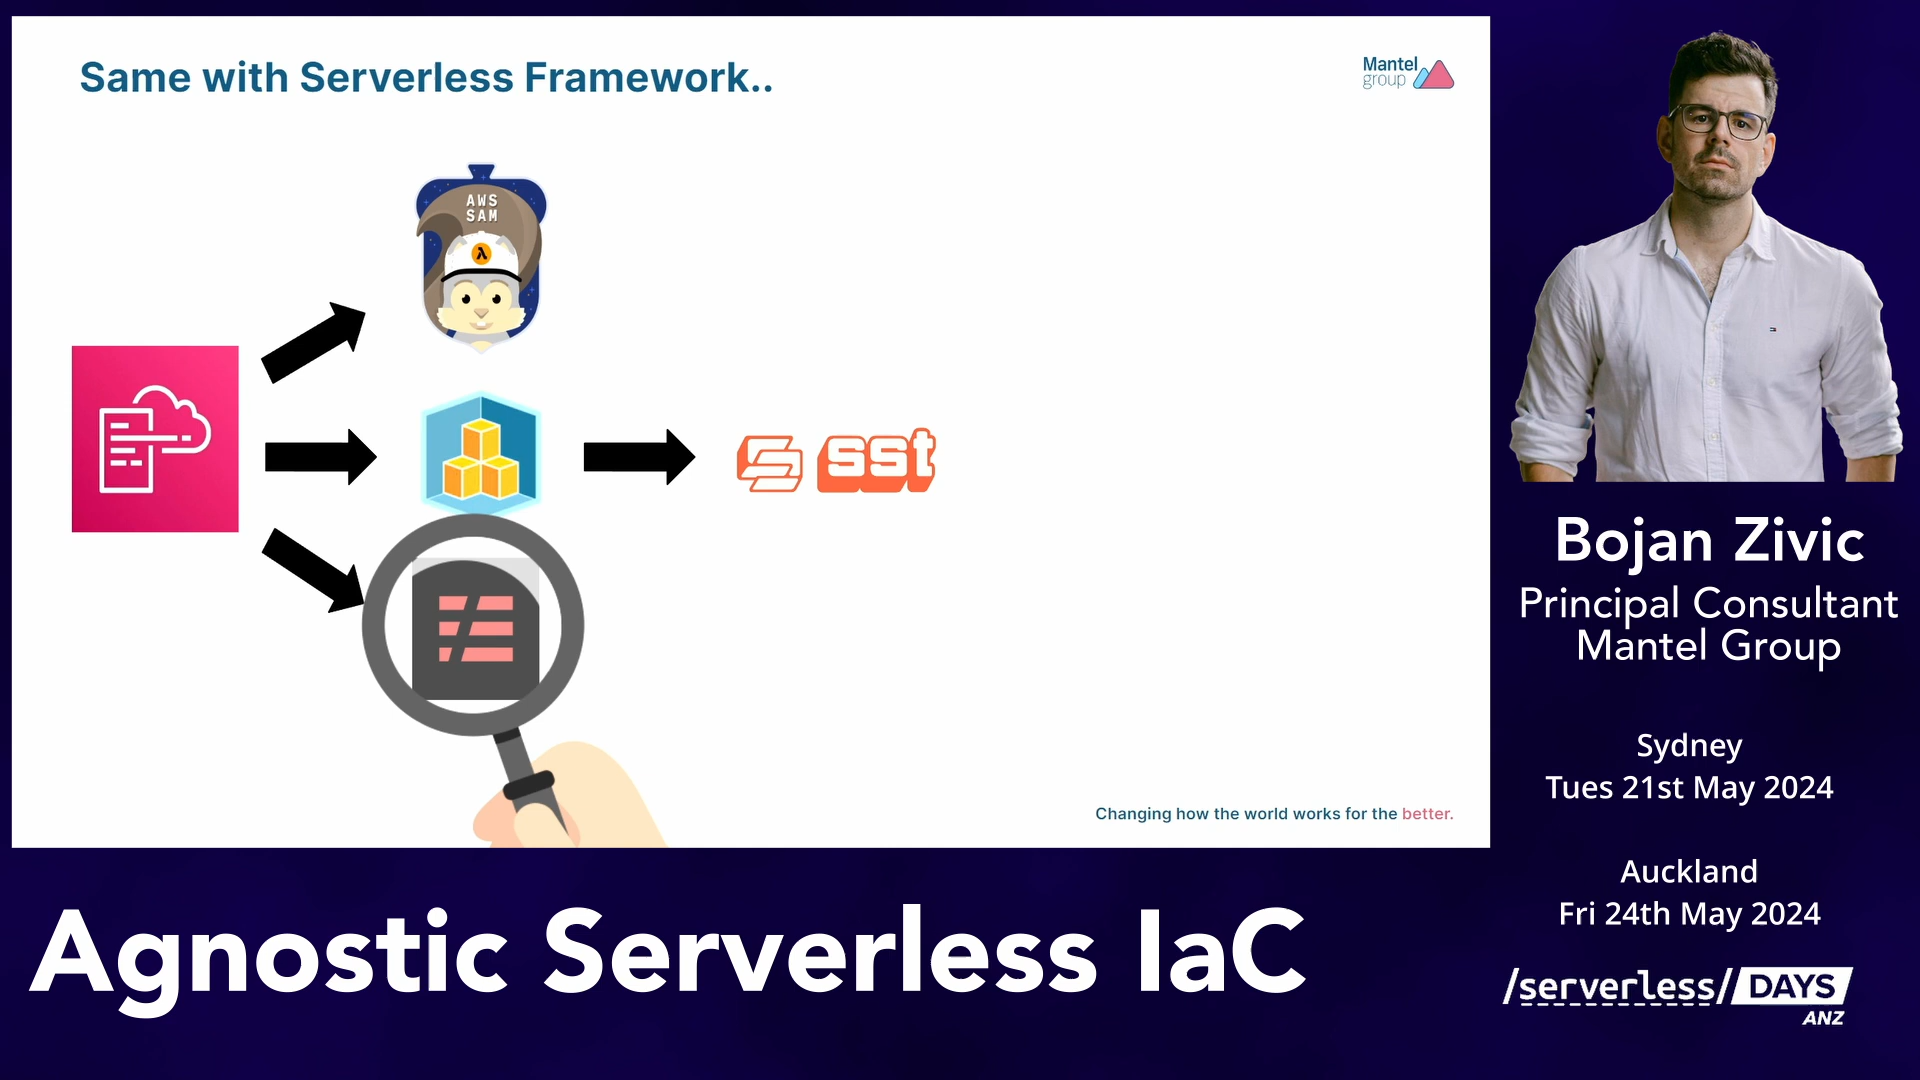 Same with Serverless Framework..
Mantel
group
AWS
SAM
λ
sst
Changing how the world works for the better.
Bojan Zivic
Principal Consultant
Mantel Group
Sydney
Tues 21st May 2024
Auckland
Fri 24th May 2024
Agnostic Serverless IaC
/serverless/DAYS
ANZ